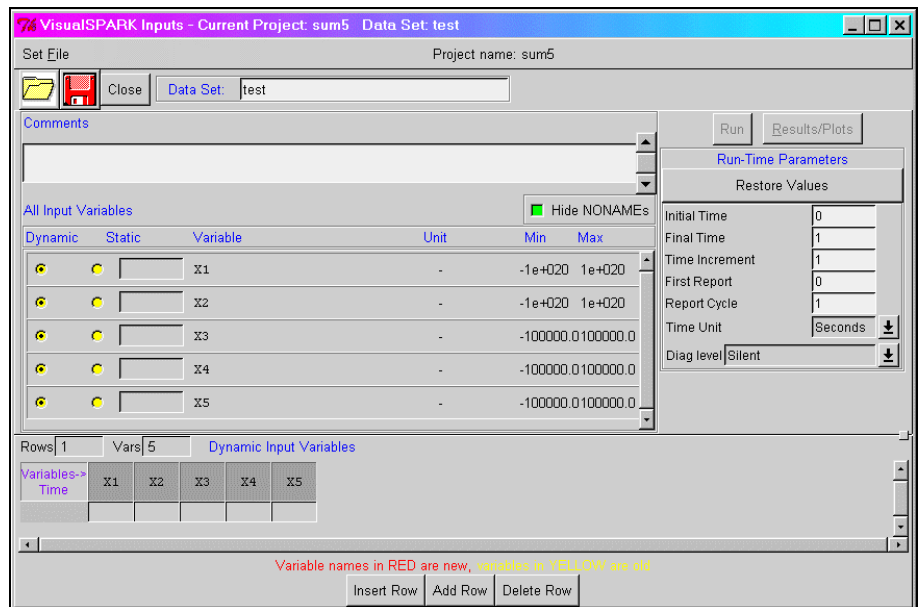 VisualSPARK Inputs - Current Project: sum5 Data Set: test
Set File Project name: sum5
Close Data Set: test
Comments
Run Results/Plots
Run-Time Parameters
Restore Values
All Input Variables Hide NONAMEs
Dynamic Static Variable Unit Min Max
X1 - -1e+020 1e+020
X2 - -1e+020 1e+020
X3 - -100000.0 100000.0
X4 - -100000.0 100000.0
X5 - -100000.0 100000.0
Initial Time 0
Final Time 1
Time Increment 1
First Report 0
Report Cycle 1
Time Unit Seconds
Diag level Silent
Rows 1 Vars 5 Dynamic Input Variables
Variables-> X1 X2 X3 X4 X5
Time
Variable names in RED are new, variables in YELLOW are old
Insert Row Add Row Delete Row